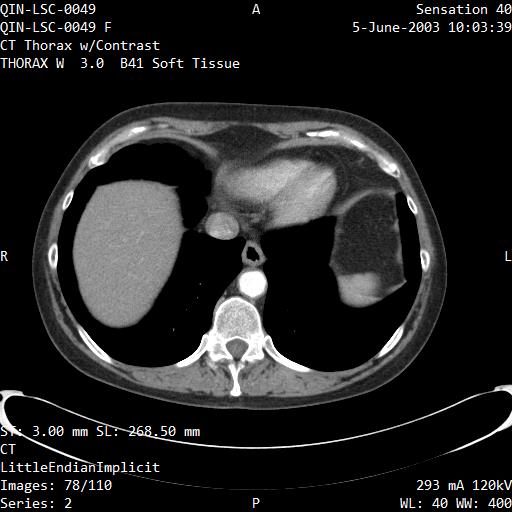 QIN-LSC-0049 A Sensation 40
QIN-LSC-0049 F 5-June-2003 10:03:39
CT Thorax w/Contrast
THORAX W 3.0 B41 Soft Tissue
R L
ST: 3.00 mm SL: 268.50 mm
CT
LittleEndianImplicit
Images: 78/110 293 mA 120kV
Series: 2 P WL: 40 WW: 400